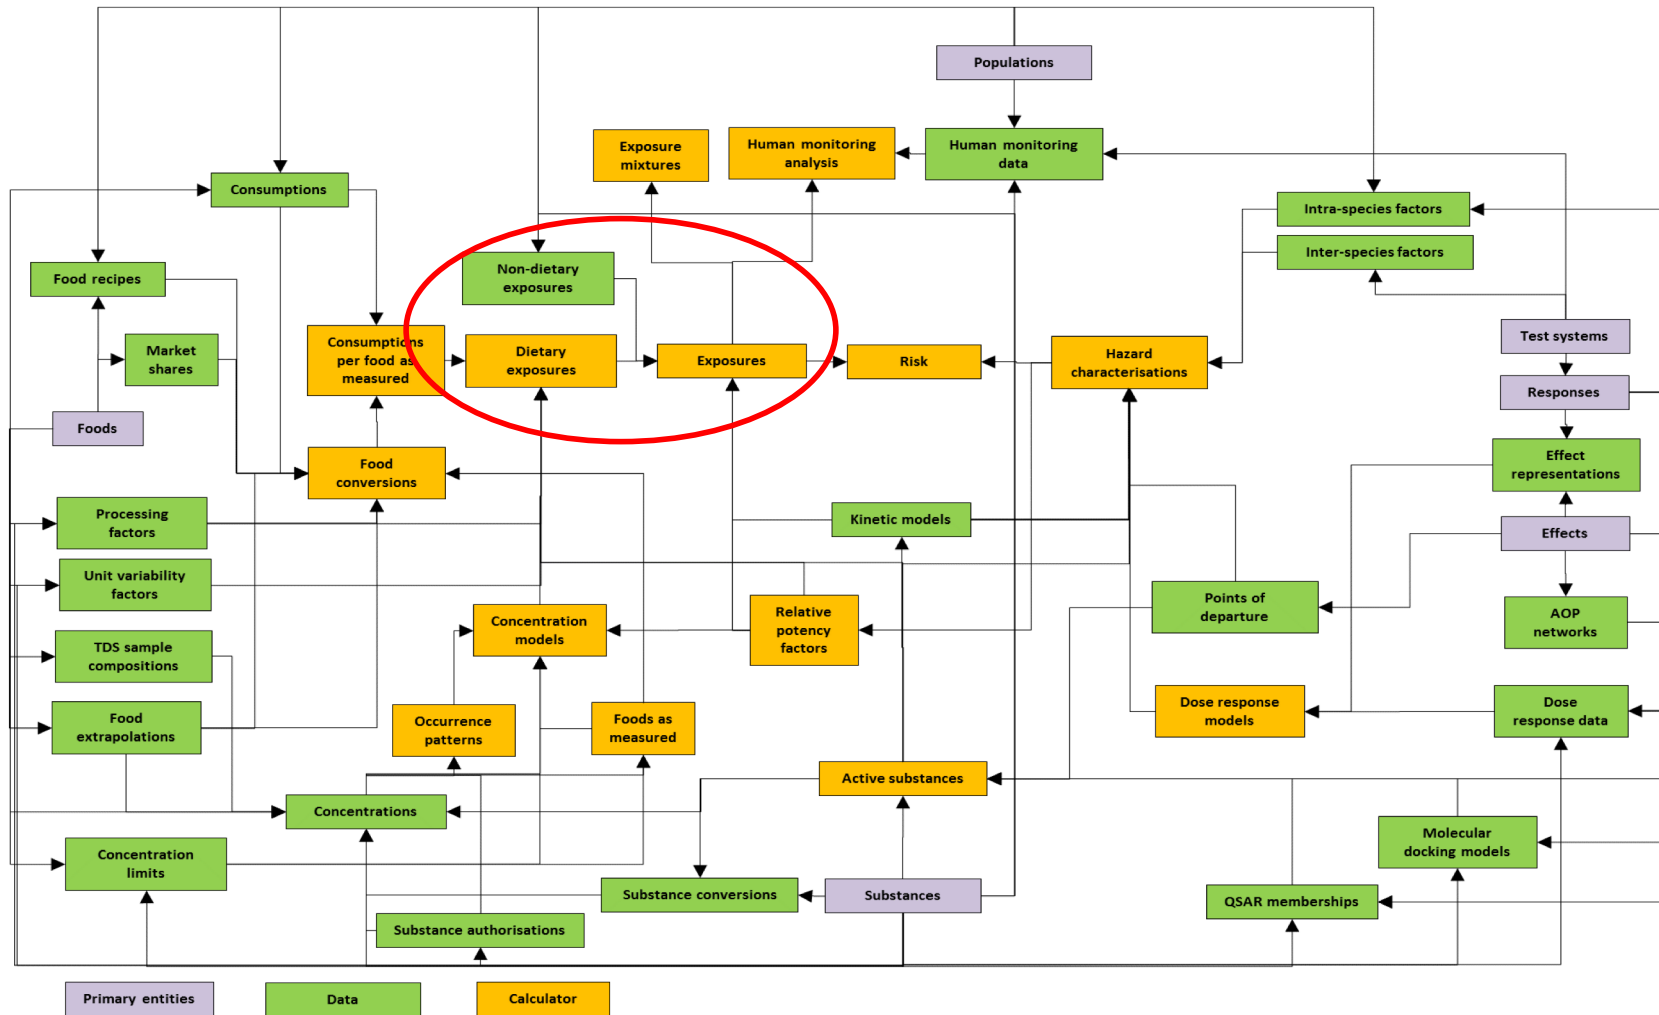 Populations
Exposure
mixtures
Human monitoring
analysis
Human monitoring
data
Consumptions
Intra-species factors
Inter-species factors
Food recipes
Non-dietary
exposures
Market
shares
Consumptions
per food as
measured
Dietary
exposures
Exposures
Risk
Hazard
characterisations
Test systems
Responses
Foods
Food
conversions
Effect
representations
Processing
factors
Kinetic models
Effects
Unit variability
factors
Points of
departure
AOP
networks
Concentration
models
Relative
potency
factors
TDS sample
compositions
Food
extrapolations
Occurrence
patterns
Foods as
measured
Dose response
models
Dose
response data
Active substances
Concentrations
Molecular
docking models
Concentration
limits
Substance conversions
Substances
QSAR memberships
Substance authorisations
Primary entities
Data
Calculator